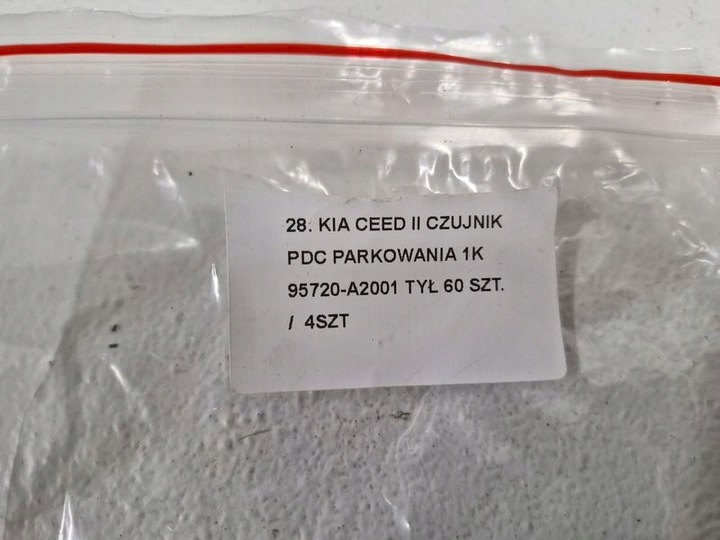 28. KIA CEED II CZUJNIK
PDC PARKOWANIA 1K
95720-A2001 TYŁ 60 SZT.
/ 4SZT